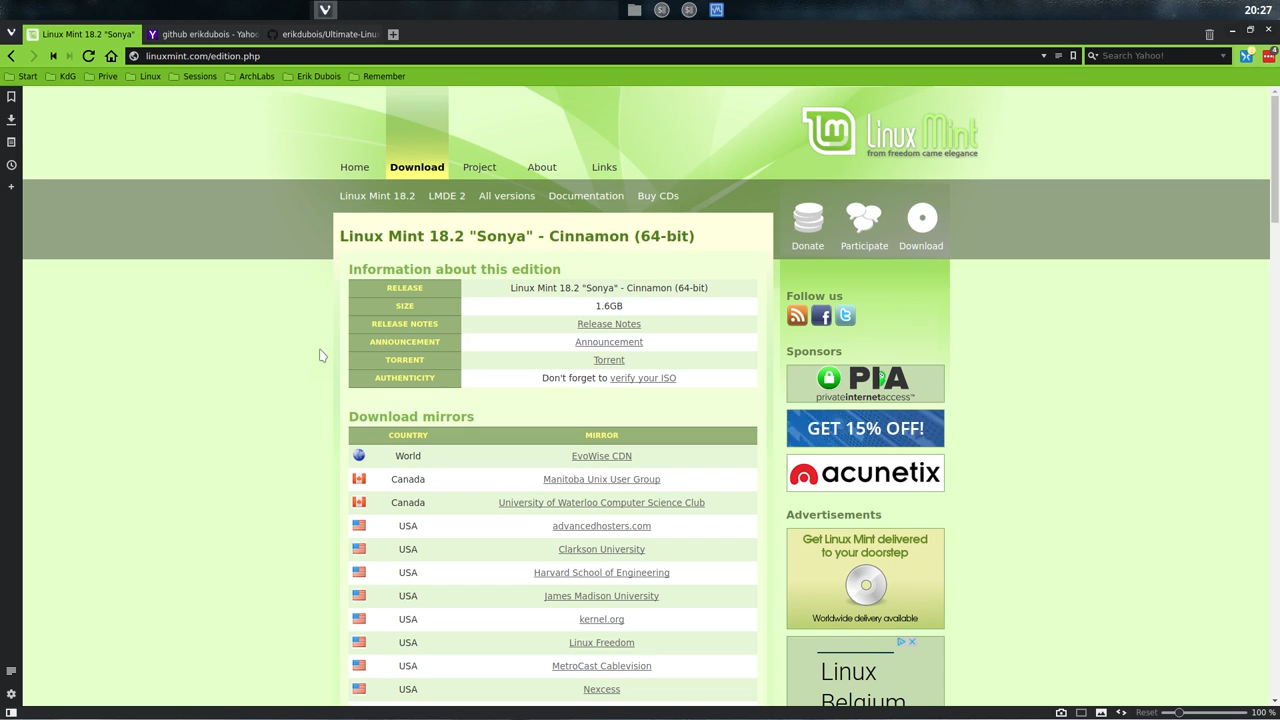 20:27
Linux Mint 18.2 "Sonya"
github erikdubois - Yahoo
erikdubois/Ultimate-Linu
linuxmint.com/edition.php
Search Yahoo!
4
Start
KdG
Prive
Linux
Sessions
ArchLabs
Erik Dubois
Remember
Linux Mint
from freedom came elegance
Home
Download
Project
About
Links
Linux Mint 18.2
LMDE 2
All versions
Documentation
Buy CDs
Donate
Participate
Download
Linux Mint 18.2 "Sonya" - Cinnamon (64-bit)
Information about this edition
RELEASE Linux Mint 18.2 "Sonya" - Cinnamon (64-bit)
SIZE 1.6GB
RELEASE NOTES Release Notes
ANNOUNCEMENT Announcement
TORRENT Torrent
AUTHENTICITY Don't forget to verify your ISO
Download mirrors
COUNTRY MIRROR
World EvoWise CDN
Canada Manitoba Unix User Group
Canada University of Waterloo Computer Science Club
USA advancedhosters.com
USA Clarkson University
USA Harvard School of Engineering
USA James Madison University
USA kernel.org
USA Linux Freedom
USA MetroCast Cablevision
USA Nexcess
Follow us
Sponsors
PIA
privateinternetaccess™
GET 15% OFF!
acunetix
Advertisements
Get Linux Mint delivered
to your doorstep
Worldwide delivery available
Linux
Belgium
Reset
100 %